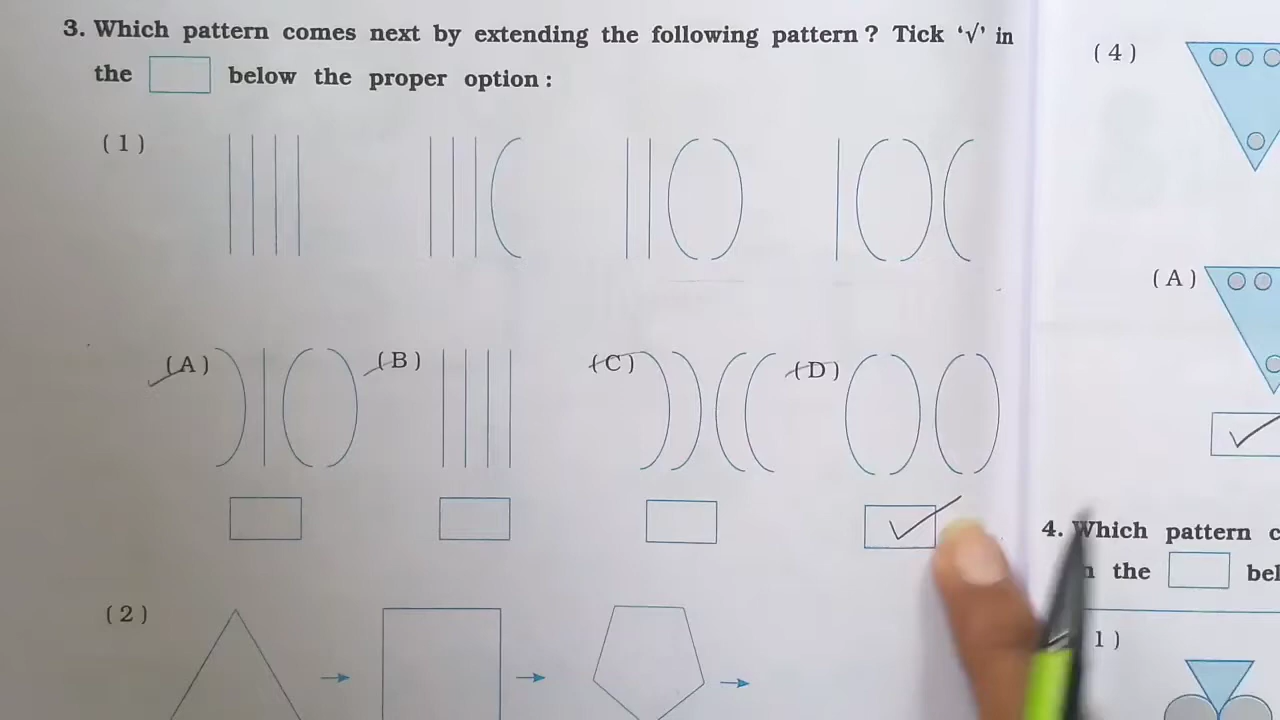 3. Which pattern comes next by extending the following pattern ? Tick ‘√’ in
the below the proper option :
(1)
(A) (B) (C) (D)
(2)
(4)
(A)
4. Which pattern
the
1)